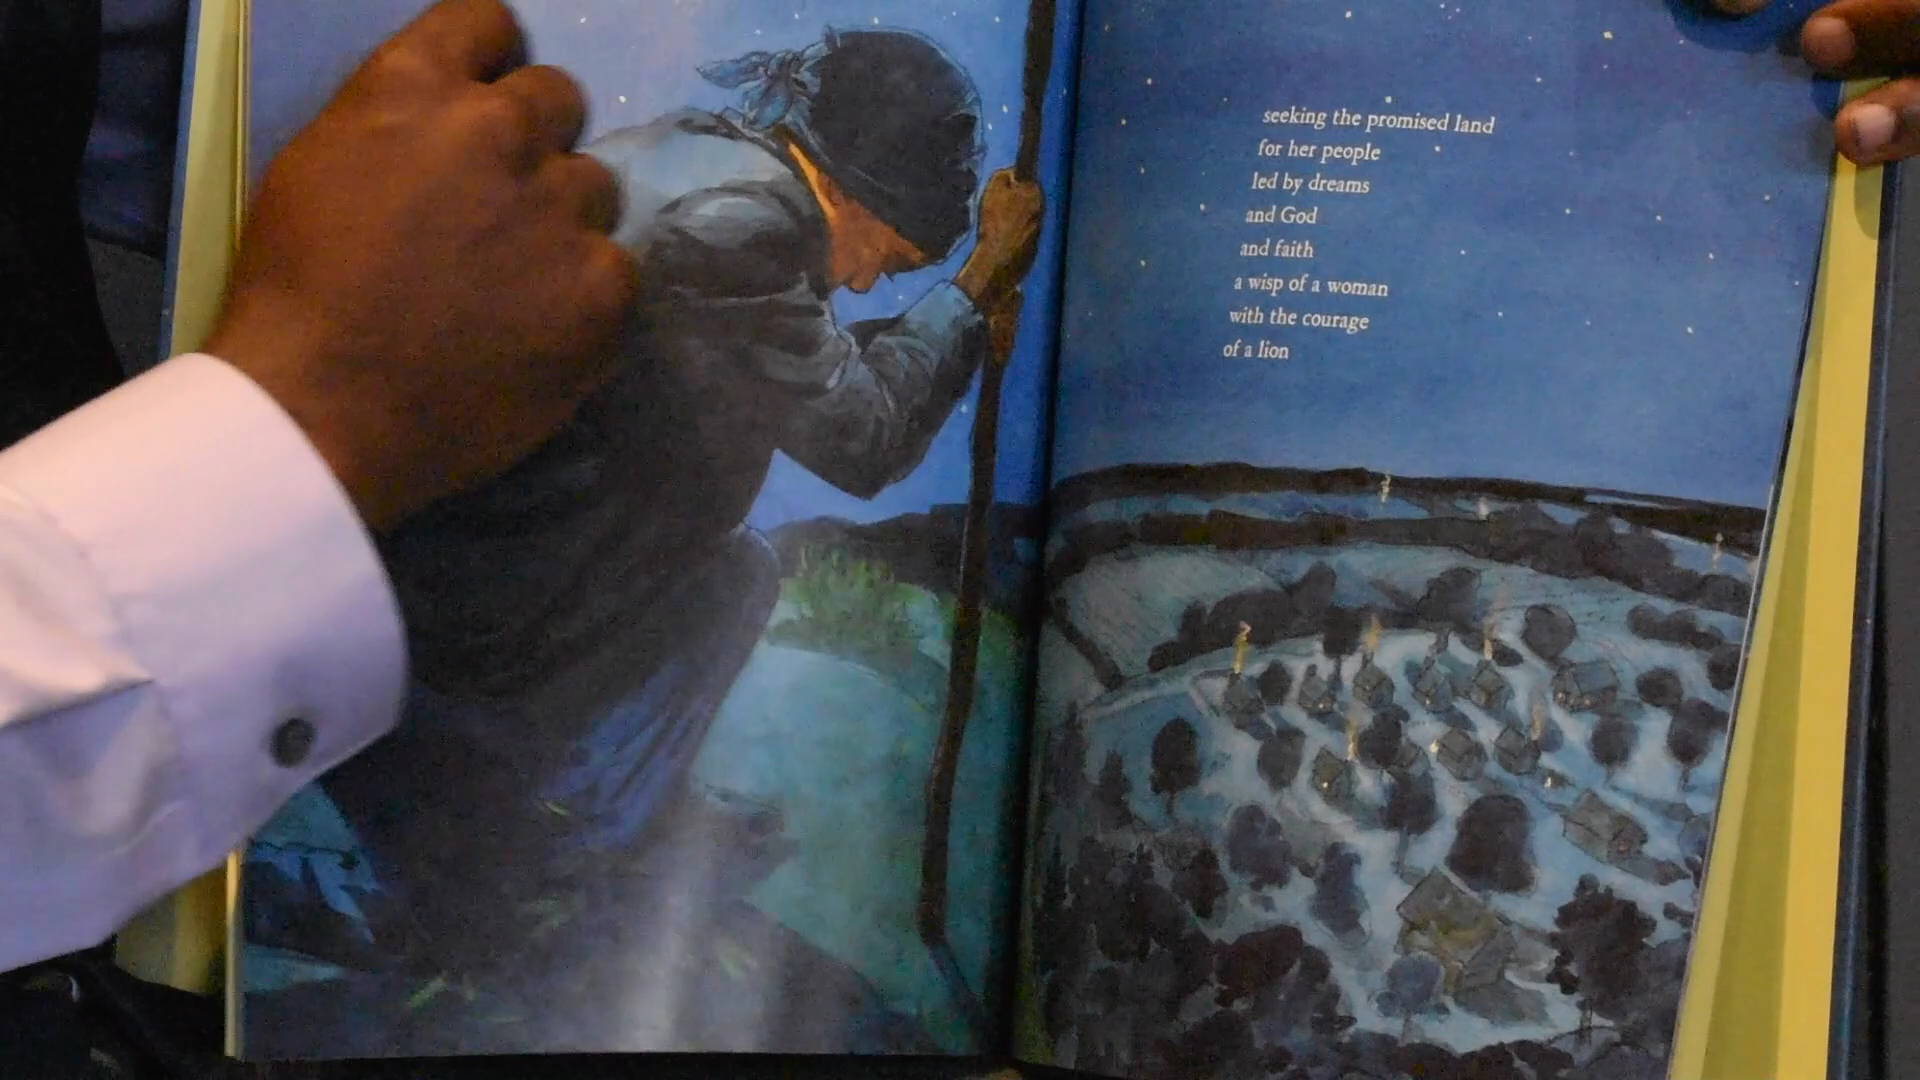 seeking the promised land
for her people
led by dreams
and God
and faith
a wisp of a woman
with the courage
of a lion